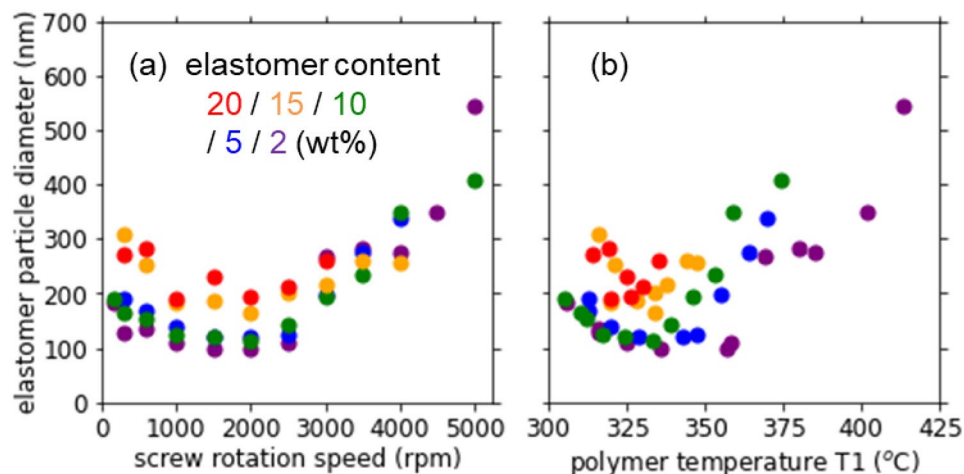 700
600
500
400
300
200
100
0
elastomer particle diameter (nm)
(a) elastomer content
20 / 15 / 10
/ 5 / 2 (wt%)
0 1000 2000 3000 4000 5000
screw rotation speed (rpm)
(b)
300 325 350 375 400 425
polymer temperature T1 (°C)